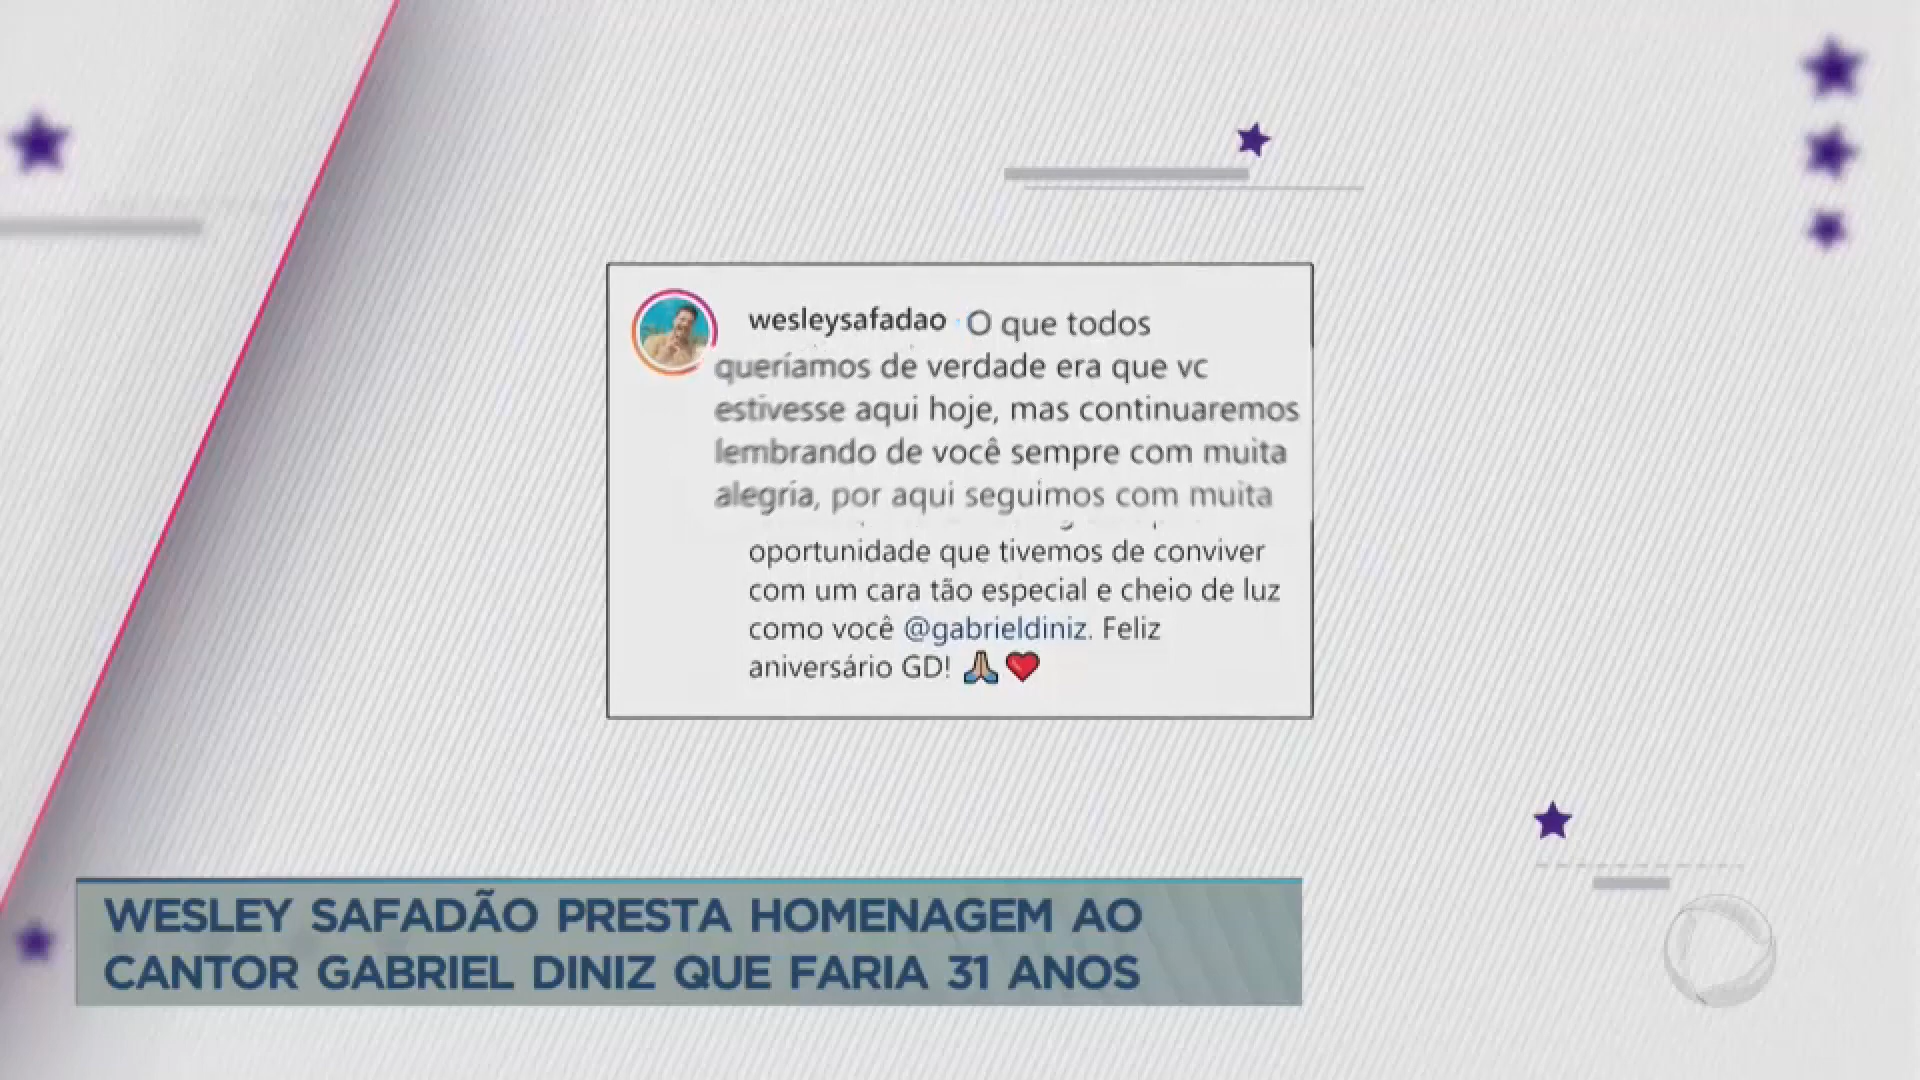 wesleysafadao O que todos
queríamos de verdade era que vc
estivesse aqui hoje, mas continuaremos
lembrando de você sempre com muita
alegria, por aqui seguimos com muita
oportunidade que tivemos de conviver
com um cara tão especial e cheio de luz
como você @gabrieldiniz. Feliz
aniversário GD! 🙏🏼❤️
WESLEY SAFADÃO PRESTA HOMENAGEM AO
CANTOR GABRIEL DINIZ QUE FARIA 31 ANOS